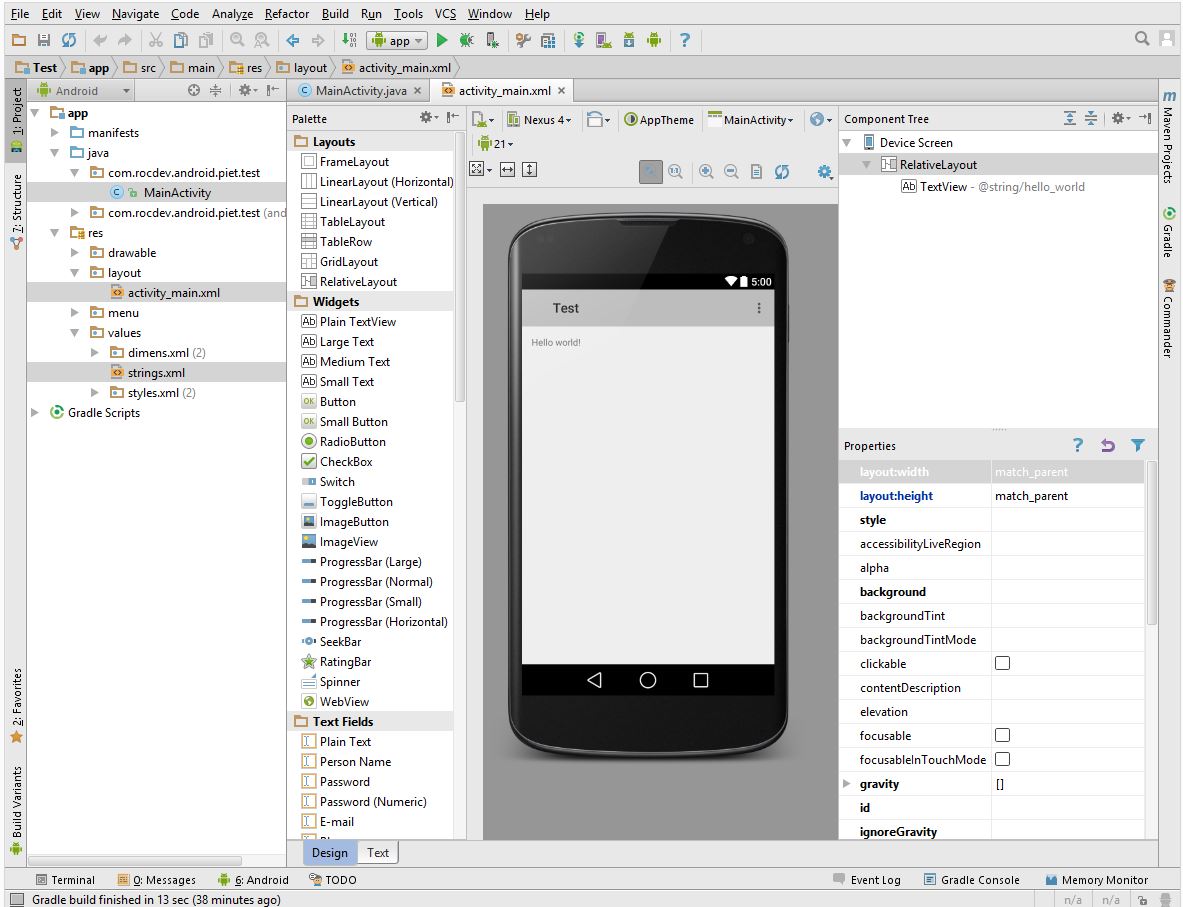 File Edit View Navigate Code Analyze Refactor Build Run Tools VCS Window Help
app
Test app src main res layout activity_main.xml
1: Project
7: Structure
2: Favorites
Build Variants
Android
app
manifests
java
com.rocdev.android.piet.test
MainActivity
com.rocdev.android.piet.test (and
res
drawable
layout
activity_main.xml
menu
values
dimens.xml (2)
strings.xml
styles.xml (2)
Gradle Scripts
MainActivity.java activity_main.xml
Palette
Layouts
FrameLayout
LinearLayout (Horizontal)
LinearLayout (Vertical)
TableLayout
TableRow
GridLayout
RelativeLayout
Widgets
Ab Plain TextView
Ab Large Text
Ab Medium Text
Ab Small Text
OK Button
OK Small Button
RadioButton
CheckBox
Switch
ToggleButton
ImageButton
ImageView
ProgressBar (Large)
ProgressBar (Normal)
ProgressBar (Small)
ProgressBar (Horizontal)
SeekBar
RatingBar
Spinner
WebView
Text Fields
Plain Text
Person Name
Password
Password (Numeric)
E-mail
Design Text
Nexus 4 AppTheme MainActivity
21
5:00
Test
Hello world!
Component Tree
Device Screen
RelativeLayout
Ab TextView - @string/hello_world
Properties
layout:width match_parent
layout:height match_parent
style
accessibilityLiveRegion
alpha
background
backgroundTint
backgroundTintMode
clickable
contentDescription
elevation
focusable
focusableInTouchMode
gravity []
id
ignoreGravity
m Maven Projects
Gradle
Commander
Terminal 0: Messages 6: Android TODO Event Log Gradle Console Memory Monitor
Gradle build finished in 13 sec (38 minutes ago) n/a n/a